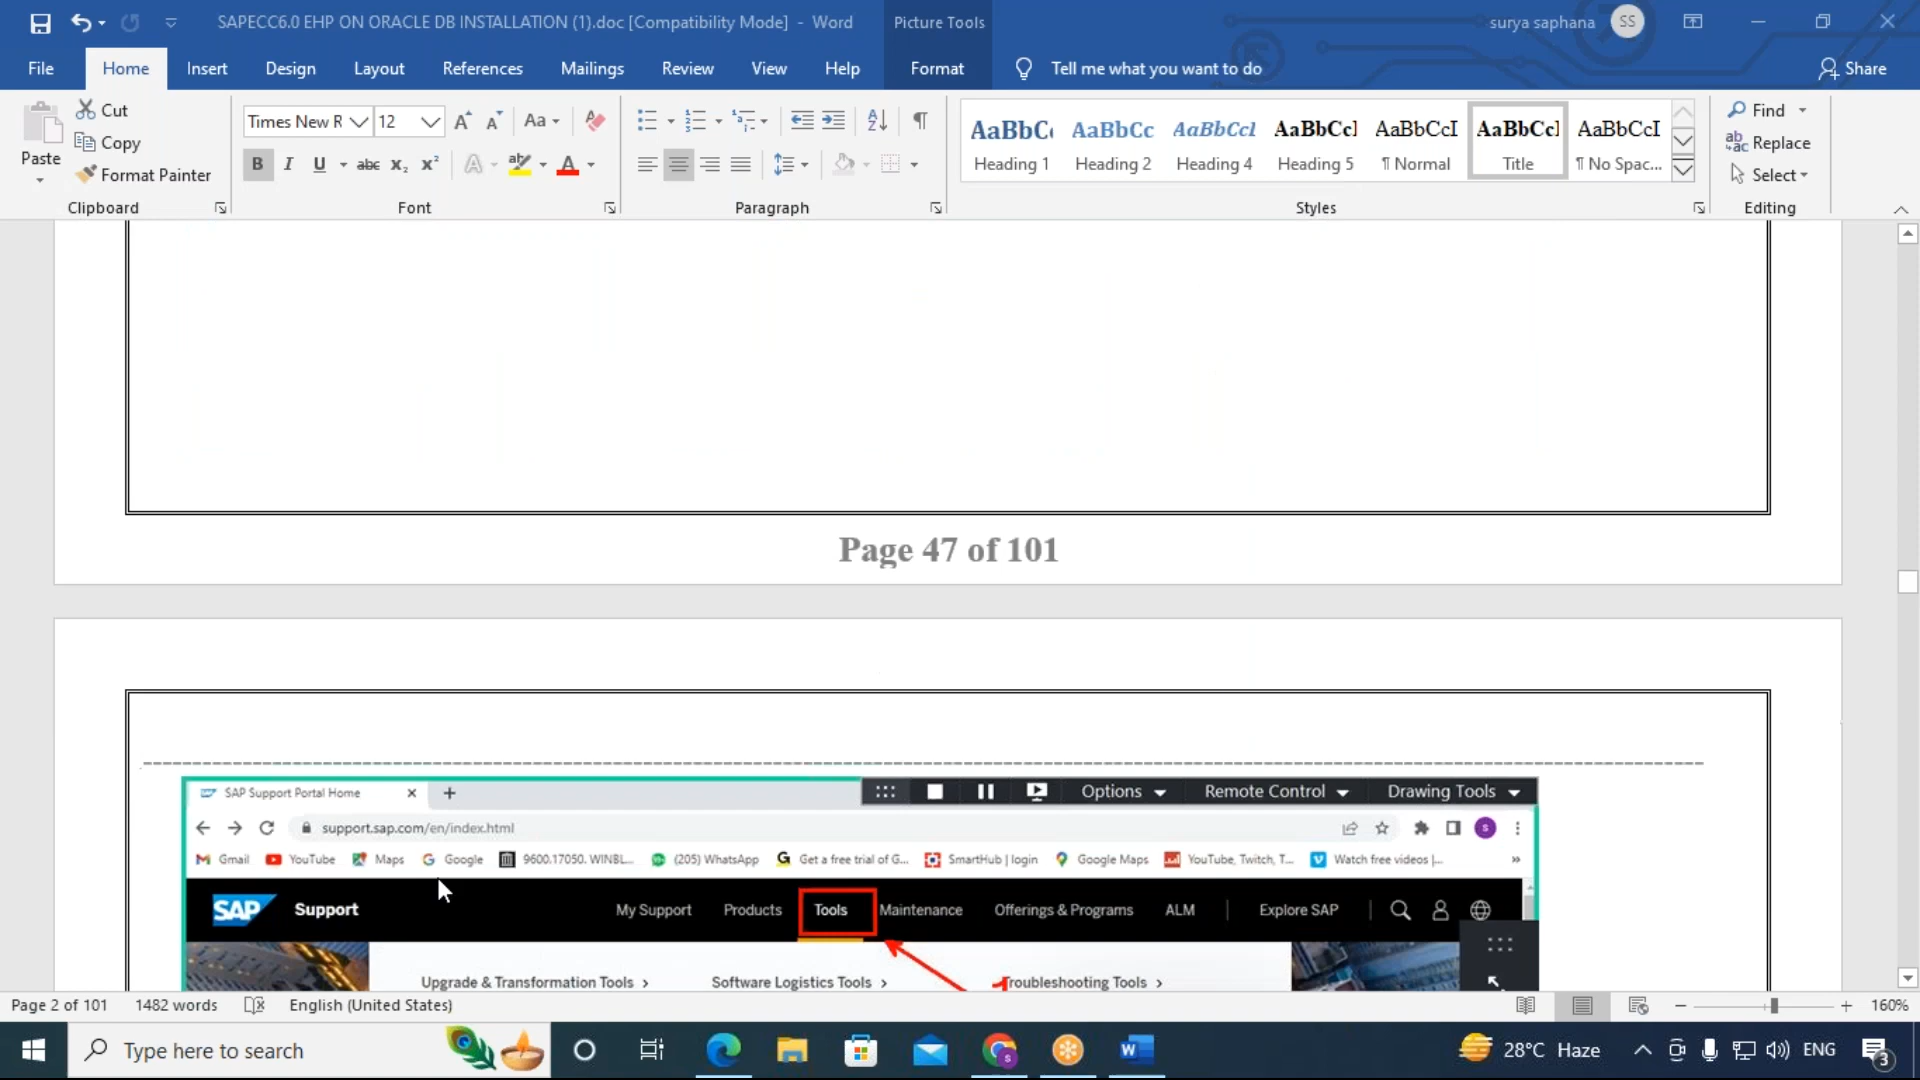 SAPECC6.0 EHP ON ORACLE DB INSTALLATION (1).doc [Compatibility Mode] - Word
Picture Tools
surya saphana
SS
File Home Insert Design Layout References Mailings Review View Help Format Tell me what you want to do
Share
Paste
Cut
Copy
Format Painter
Clipboard
Times New R 12
Font
Paragraph
AaBbCc AaBbCc AaBbCcI AaBbCcI AaBbCcI AaBbCcI AaBbCcI
Heading 1 Heading 2 Heading 4 Heading 5 ¶ Normal Title ¶ No Spac...
Styles
Find
Replace
Select
Editing
Page 47 of 101
SAP Support Portal Home
Options Remote Control Drawing Tools
support.sap.com/en/index.html
Gmail YouTube Maps Google 9600.17050. WINBL... (205) WhatsApp Get a free trial of G... SmartHub | login Google Maps YouTube, Twitch, T... Watch free videos |... »
SAP Support My Support Products Tools Maintenance Offerings & Programs ALM Explore SAP
Upgrade & Transformation Tools > Software Logistics Tools > Troubleshooting Tools >
Page 2 of 101 1482 words English (United States) 160%
Type here to search
28°C Haze ENG 3